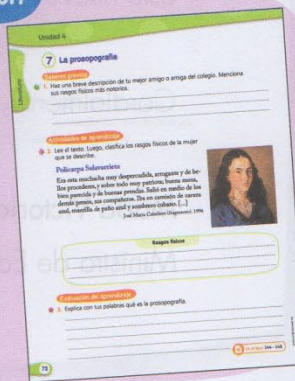 Unidad 4
7 La prosopografía
Saberes previos
1. Haz una breve descripción de tu mejor amigo o amiga del colegio. Menciona
sus rasgos físicos más notorios.
Literatura
Actividades de aprendizaje
2. Lee el texto. Luego, clasifica los rasgos físicos de la mujer
que se describe.
Policarpa Salavarrieta
Era esta muchacha muy despercudida, arrogante y de be-
llos procederes, y sobre todo muy patriota; buena moza,
bien parecida y de buenas prendas. Salió en medio de los
demás presos, sus compañeros. Iba en camisón de zaraza
azul, mantilla de paño azul y sombrero cubano. [...]
José María Caballero (fragmento). 1994
Rasgos físicos
Evaluación de aprendizaje
3. Explica con tus palabras qué es la prosopografía.
72